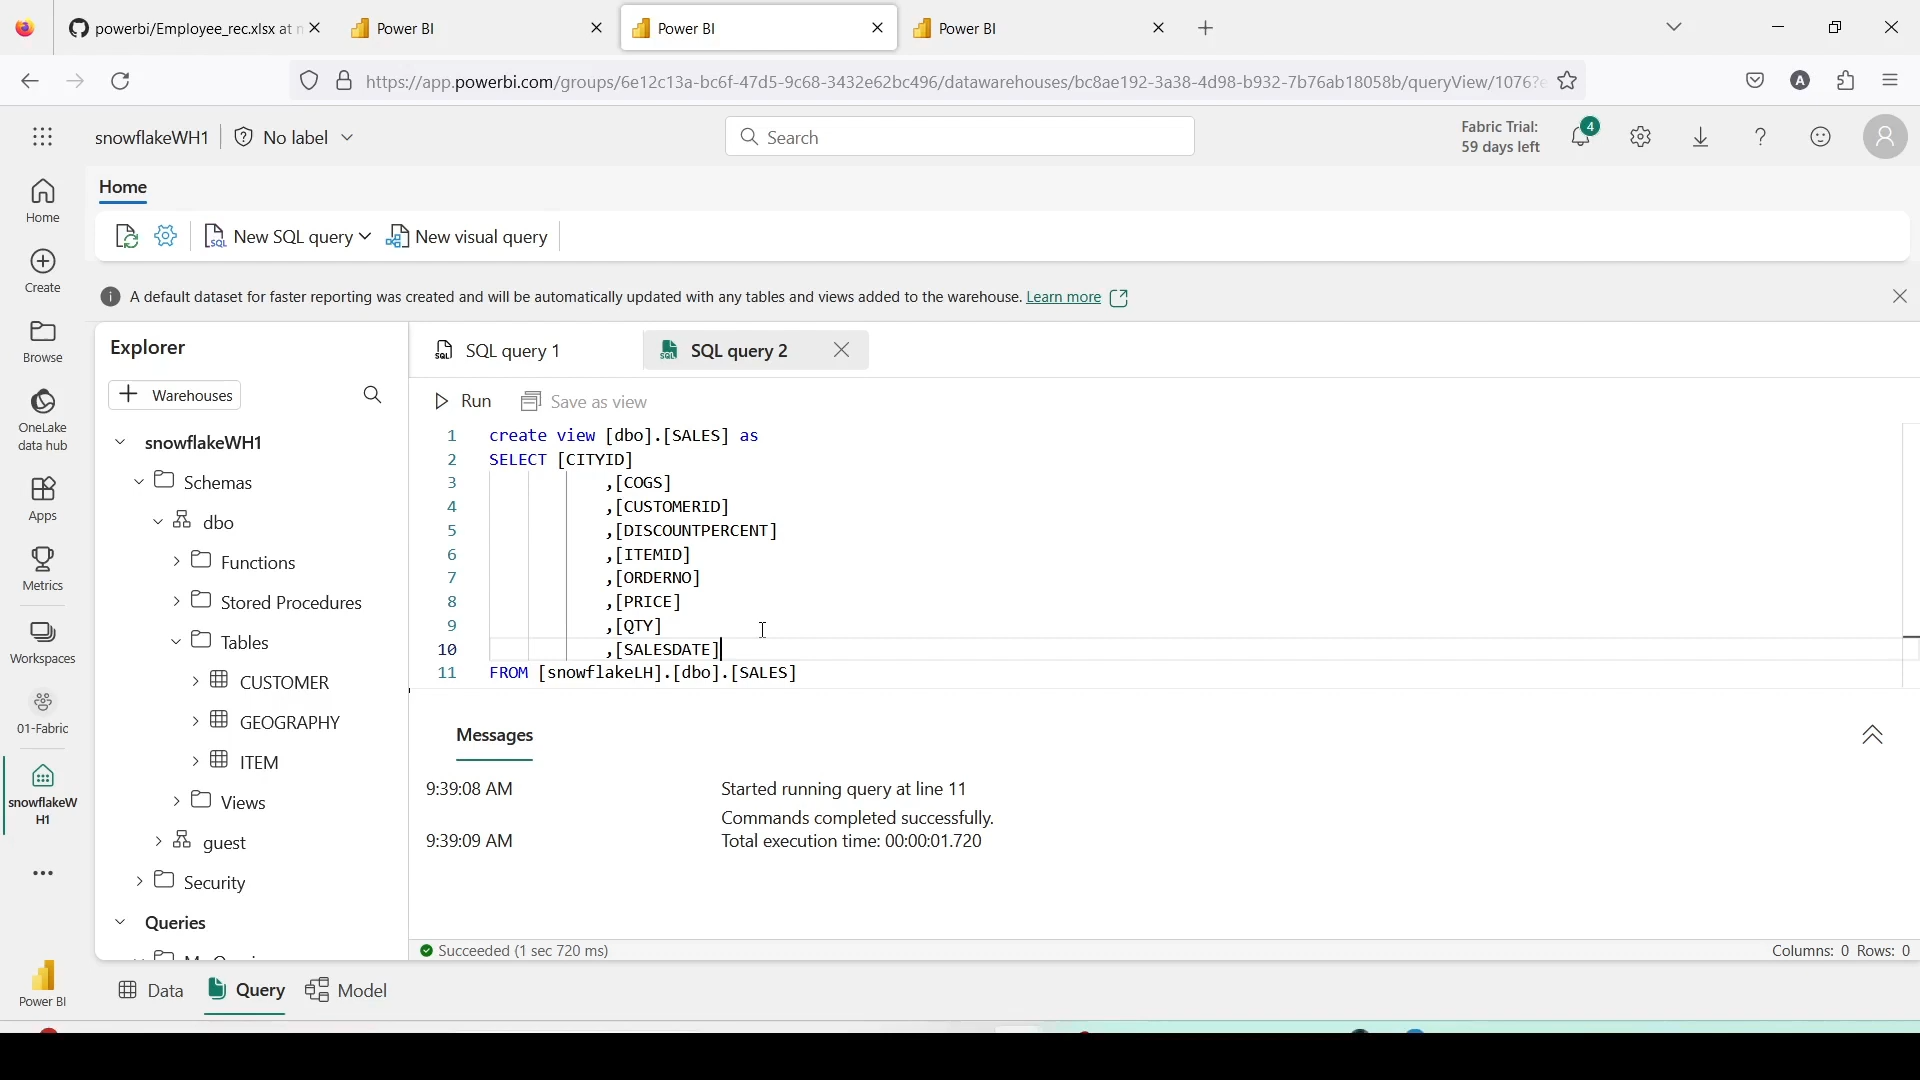 powerbi/Employee_rec.xlsx at n
Power BI
Power BI
Power BI
https://app.powerbi.com/groups/6e12c13a-bc6f-47d5-9c68-3432e62bc496/datawarehouses/bc8ae192-3a38-4d98-b932-7b76ab18058b/queryView/1076?e
A
snowflakeWH1
No label
Search
Fabric Trial:
59 days left
4
Home
Home
New SQL query
New visual query
Create
A default dataset for faster reporting was created and will be automatically updated with any tables and views added to the warehouse. Learn more
Browse
OneLake
data hub
Apps
Metrics
Workspaces
01-Fabric
snowflakeW
H1
Power BI
Explorer
Warehouses
snowflakeWH1
Schemas
dbo
Functions
Stored Procedures
Tables
CUSTOMER
GEOGRAPHY
ITEM
Views
guest
Security
Queries
SQL query 1
SQL query 2
Run
Save as view
1 create view [dbo].[SALES] as
2 SELECT [CITYID]
3 ,[COGS]
4 ,[CUSTOMERID]
5 ,[DISCOUNTPERCENT]
6 ,[ITEMID]
7 ,[ORDERNO]
8 ,[PRICE]
9 ,[QTY]
10 ,[SALESDATE]
11 FROM [snowflakeLH].[dbo].[SALES]
Messages
9:39:08 AM Started running query at line 11
Commands completed successfully.
9:39:09 AM Total execution time: 00:00:01.720
Succeeded (1 sec 720 ms)
Columns: 0 Rows: 0
Data
Query
Model